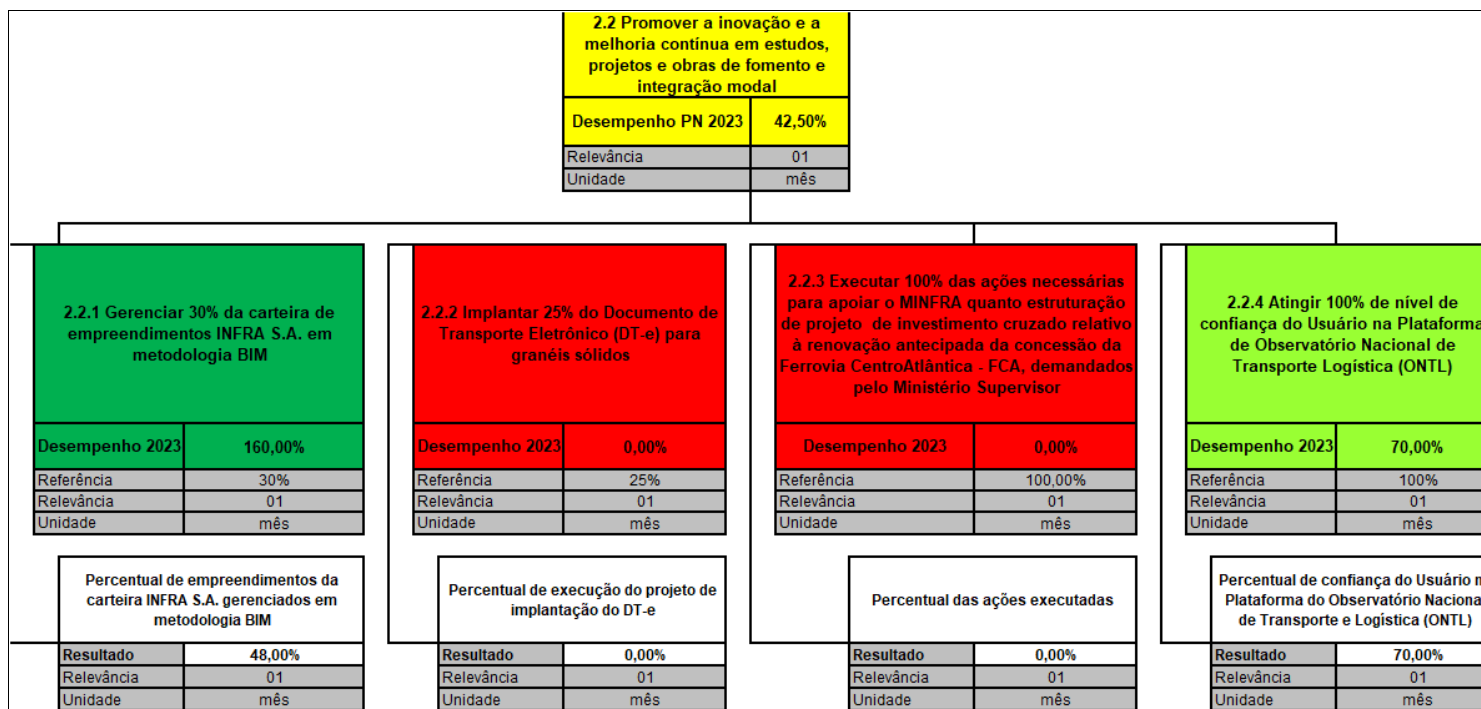 2.2 Promover a inovação e a
melhoria contínua em estudos,
projetos e obras de fomento e
integração modal
Desempenho PN 2023 42,50%
Relevância 01
Unidade mês
2.2.1 Gerenciar 30% da carteira de
empreendimentos INFRA S.A. em
metodologia BIM
Desempenho 2023 160,00%
Referência 30%
Relevância 01
Unidade mês
Percentual de empreendimentos da
carteira INFRA S.A. gerenciados em
metodologia BIM
Resultado 48,00%
Relevância 01
Unidade mês
2.2.2 Implantar 25% do Documento de
Transporte Eletrônico (DT-e) para
granéis sólidos
Desempenho 2023 0,00%
Referência 25%
Relevância 01
Unidade mês
Percentual de execução do projeto de
implantação do DT-e
Resultado 0,00%
Relevância 01
Unidade mês
2.2.3 Executar 100% das ações necessárias
para apoiar o MINFRA quanto estruturação
de projeto de investimento cruzado relativo
à renovação antecipada da concessão da
Ferrovia CentroAtlântica - FCA, demandados
pelo Ministério Supervisor
Desempenho 2023 0,00%
Referência 100,00%
Relevância 01
Unidade mês
Percentual das ações executadas
Resultado 0,00%
Relevância 01
Unidade mês
2.2.4 Atingir 100% de nível de
confiança do Usuário na Plataforma
de Observatório Nacional de
Transporte Logística (ONTL)
Desempenho 2023 70,00%
Referência 100%
Relevância 01
Unidade mês
Percentual de confiança do Usuário n
Plataforma do Observatório Naciona
de Transporte e Logística (ONTL)
Resultado 70,00%
Relevância 01
Unidade mês